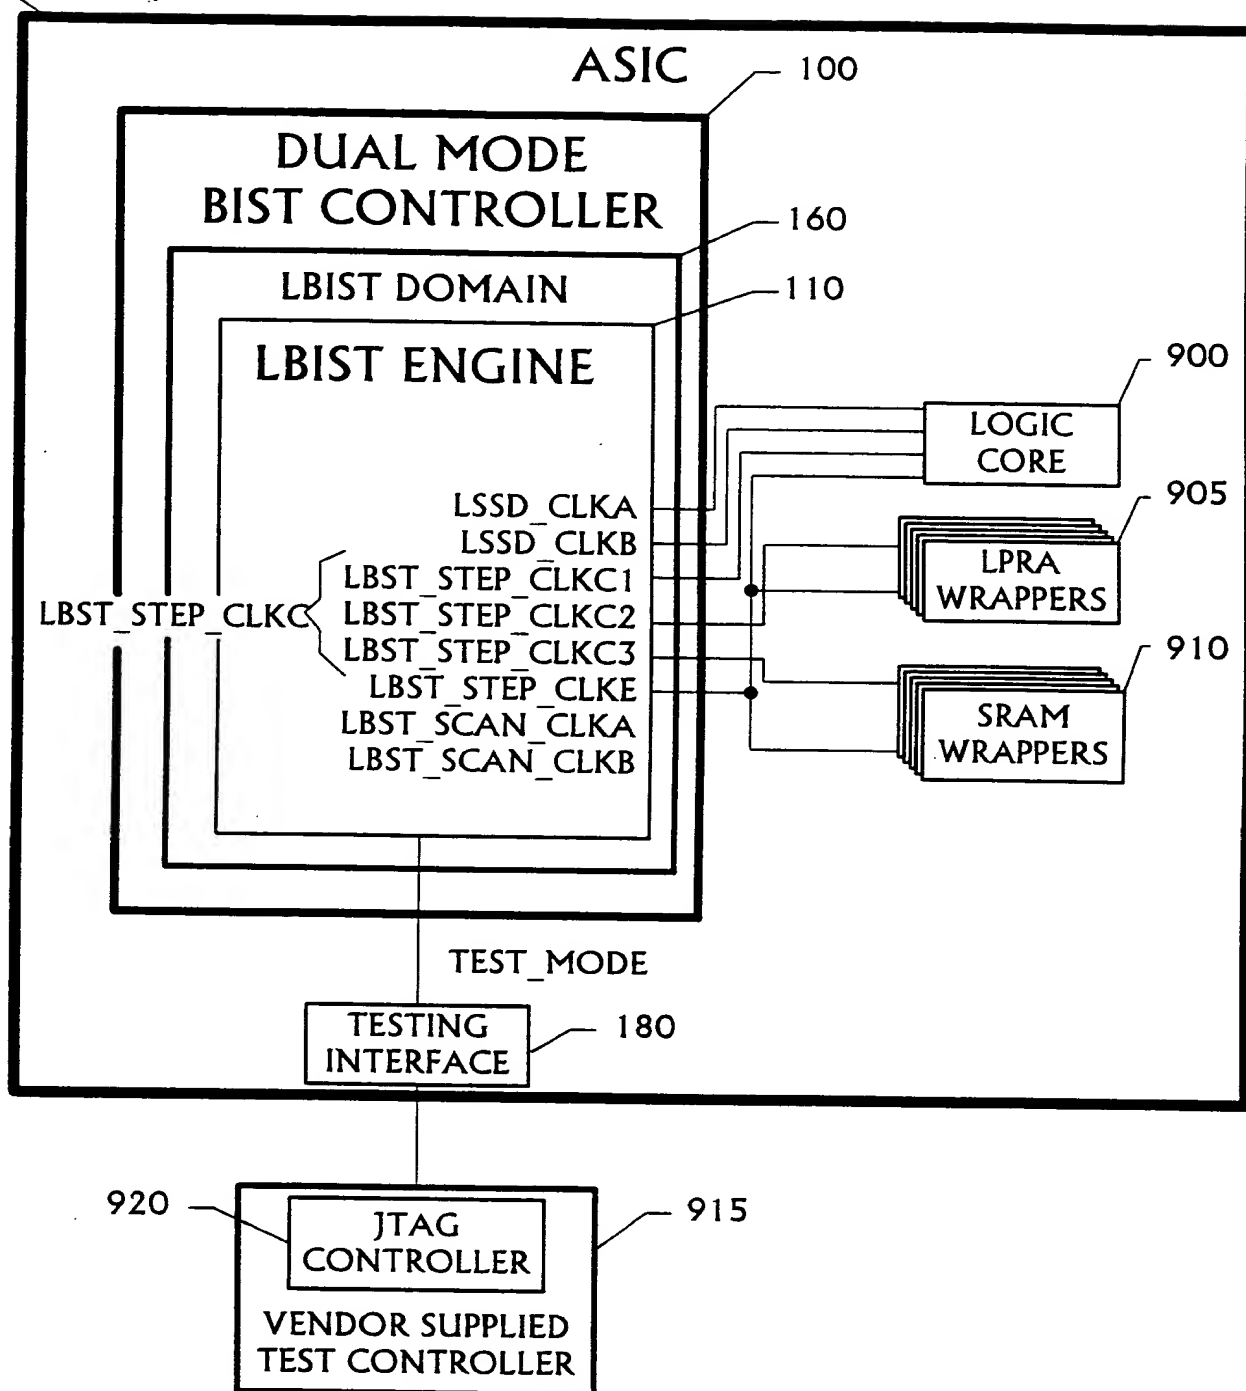 ASIC
100
DUAL MODE
BIST CONTROLLER
160
LBIST DOMAIN
110
LBIST ENGINE
900
LOGIC
CORE
905
LSSD_CLKA
LSSD_CLKB
LBST_STEP_CLKC1
LPRA
WRAPPERS
LBST_STEP_CLKC
LBST_STEP_CLKC2
LBST_STEP_CLKC3
910
LBST_STEP_CLKE
LBST_SCAN_CLKA
LBST_SCAN_CLKB
SRAM
WRAPPERS
TEST_MODE
TESTING
INTERFACE
180
920
915
JTAG
CONTROLLER
VENDOR SUPPLIED
TEST CONTROLLER